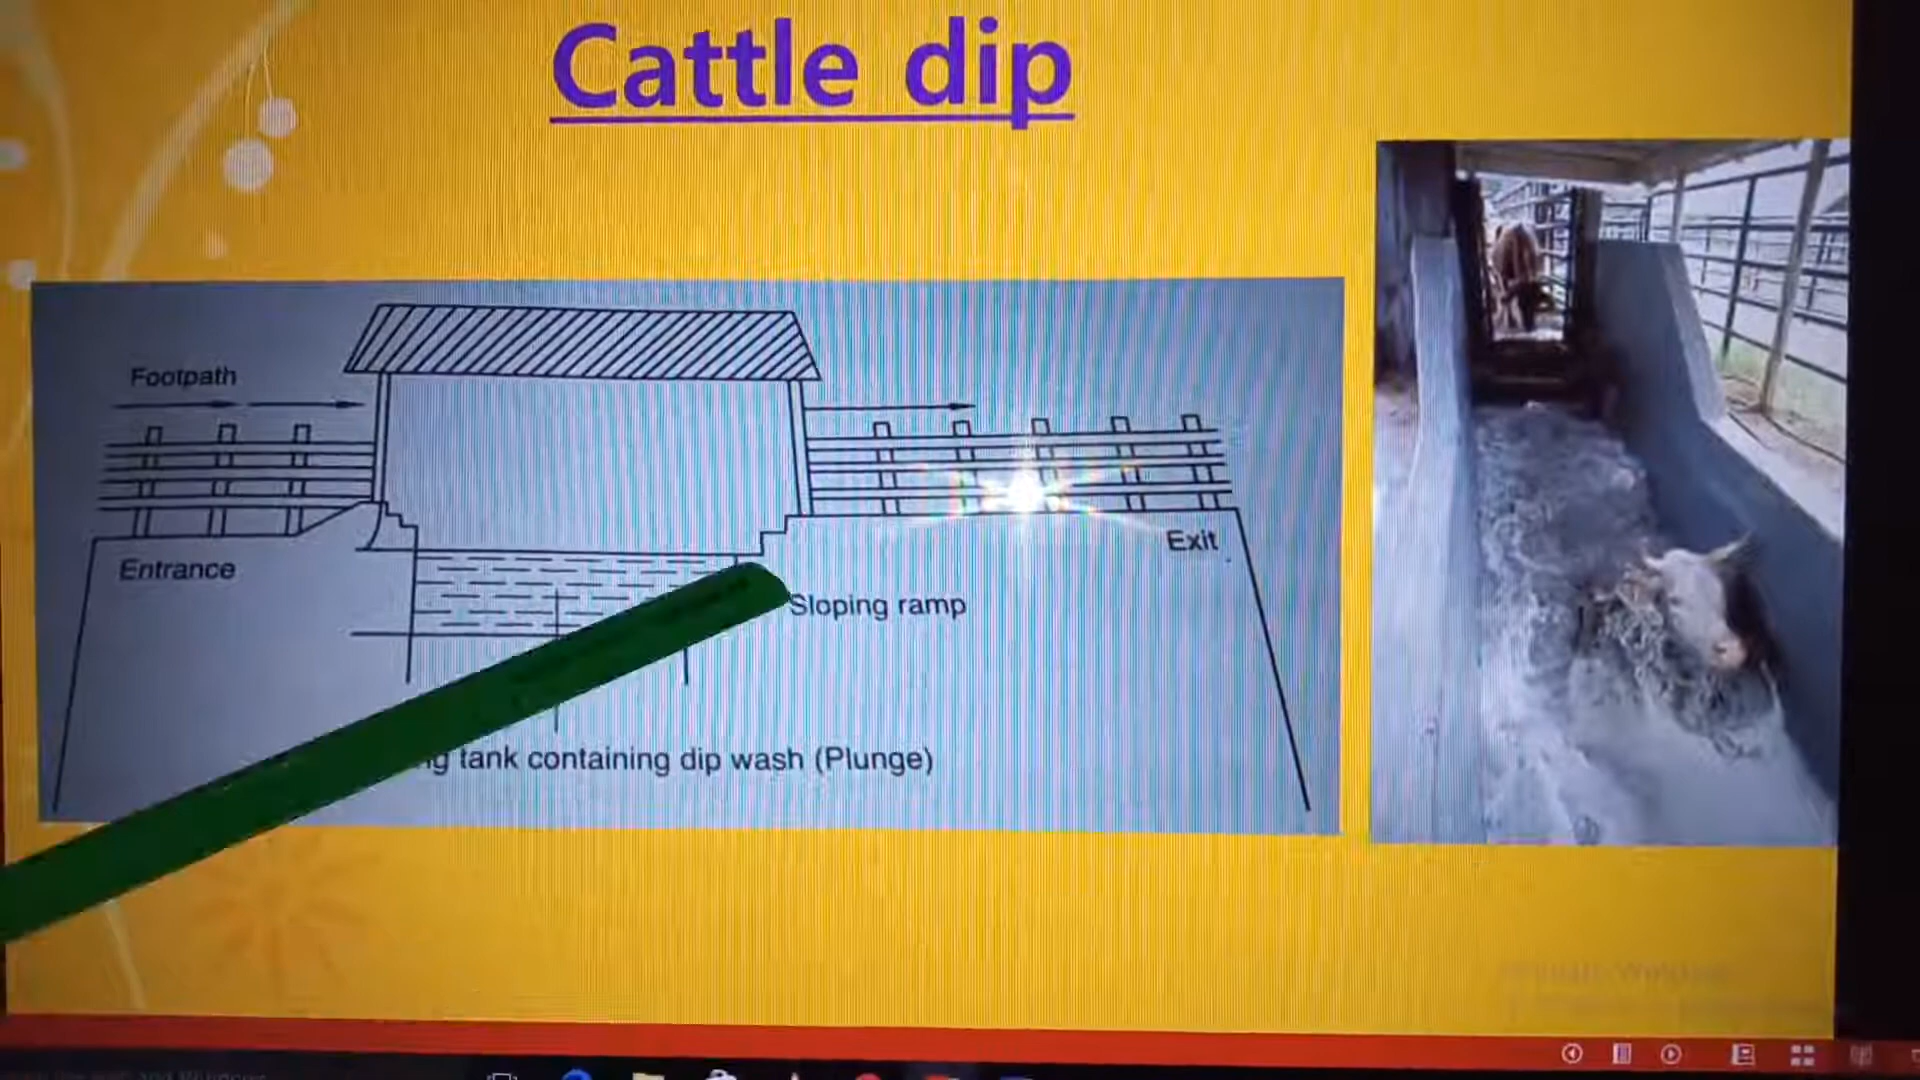 Cattle dip
Footpath
Entrance
Exit
Sloping ramp
tank containing dip wash (Plunge)